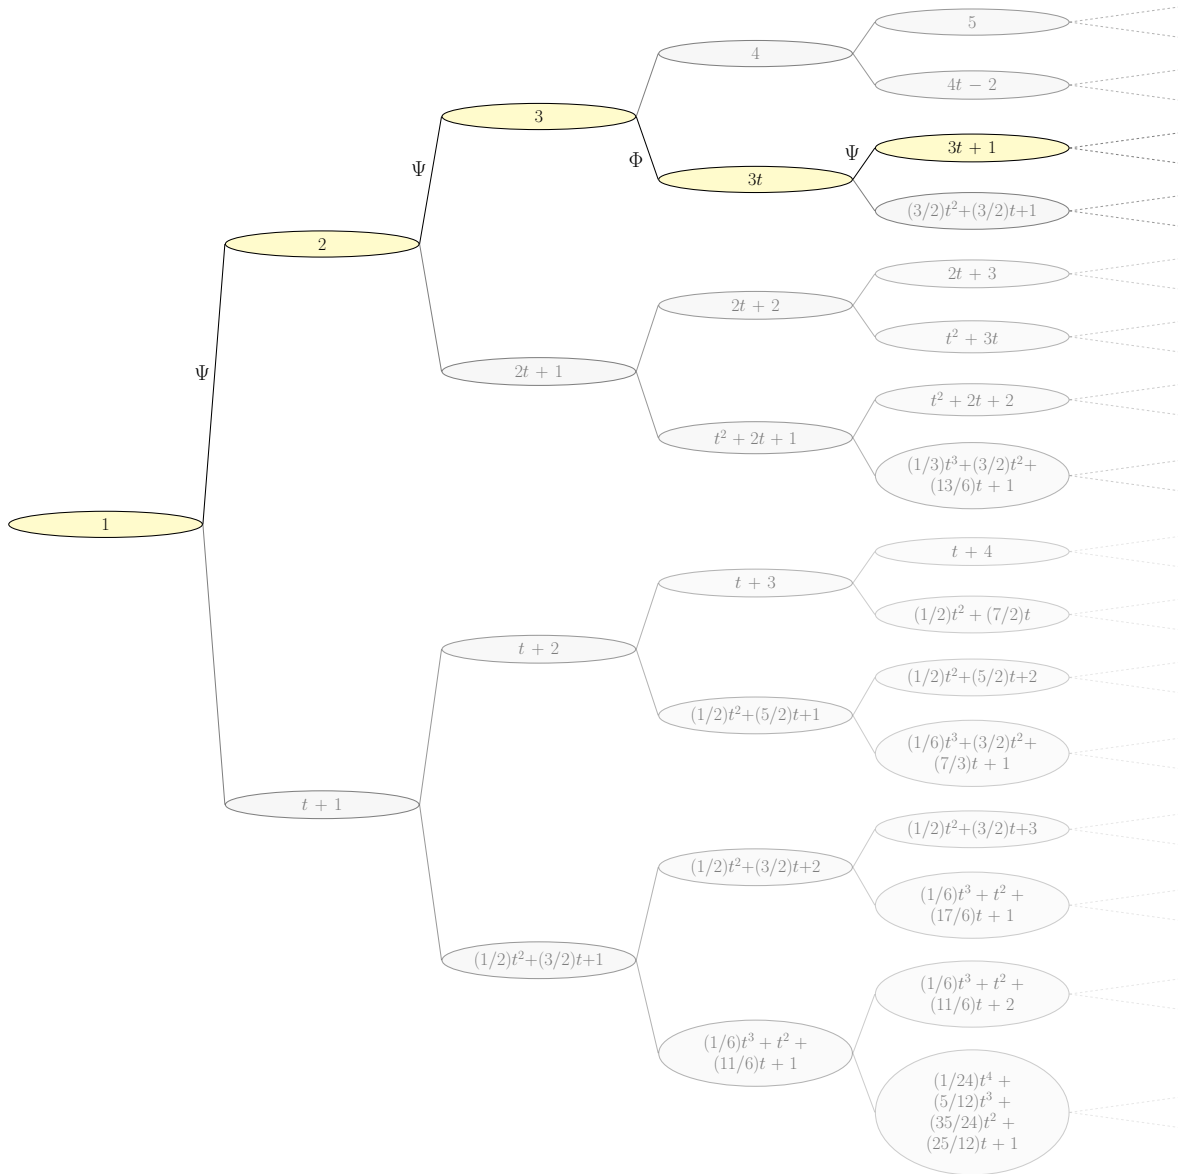 5
4
4t − 2
3
Ψ
3t + 1
Φ
Ψ
3t
(3/2)t²+(3/2)t+1
2
2t + 3
2t + 2
t² + 3t
Ψ
2t + 1
t² + 2t + 2
t² + 2t + 1
(1/3)t³+(3/2)t²+
(13/6)t + 1
1
t + 4
t + 3
(1/2)t² + (7/2)t
t + 2
(1/2)t²+(5/2)t+2
(1/2)t²+(5/2)t+1
(1/6)t³+(3/2)t²+
(7/3)t + 1
t + 1
(1/2)t²+(3/2)t+3
(1/2)t²+(3/2)t+2
(1/6)t³ + t² +
(17/6)t + 1
(1/2)t²+(3/2)t+1
(1/6)t³ + t² +
(11/6)t + 2
(1/6)t³ + t² +
(11/6)t + 1
(1/24)t⁴ +
(5/12)t³ +
(35/24)t² +
(25/12)t + 1